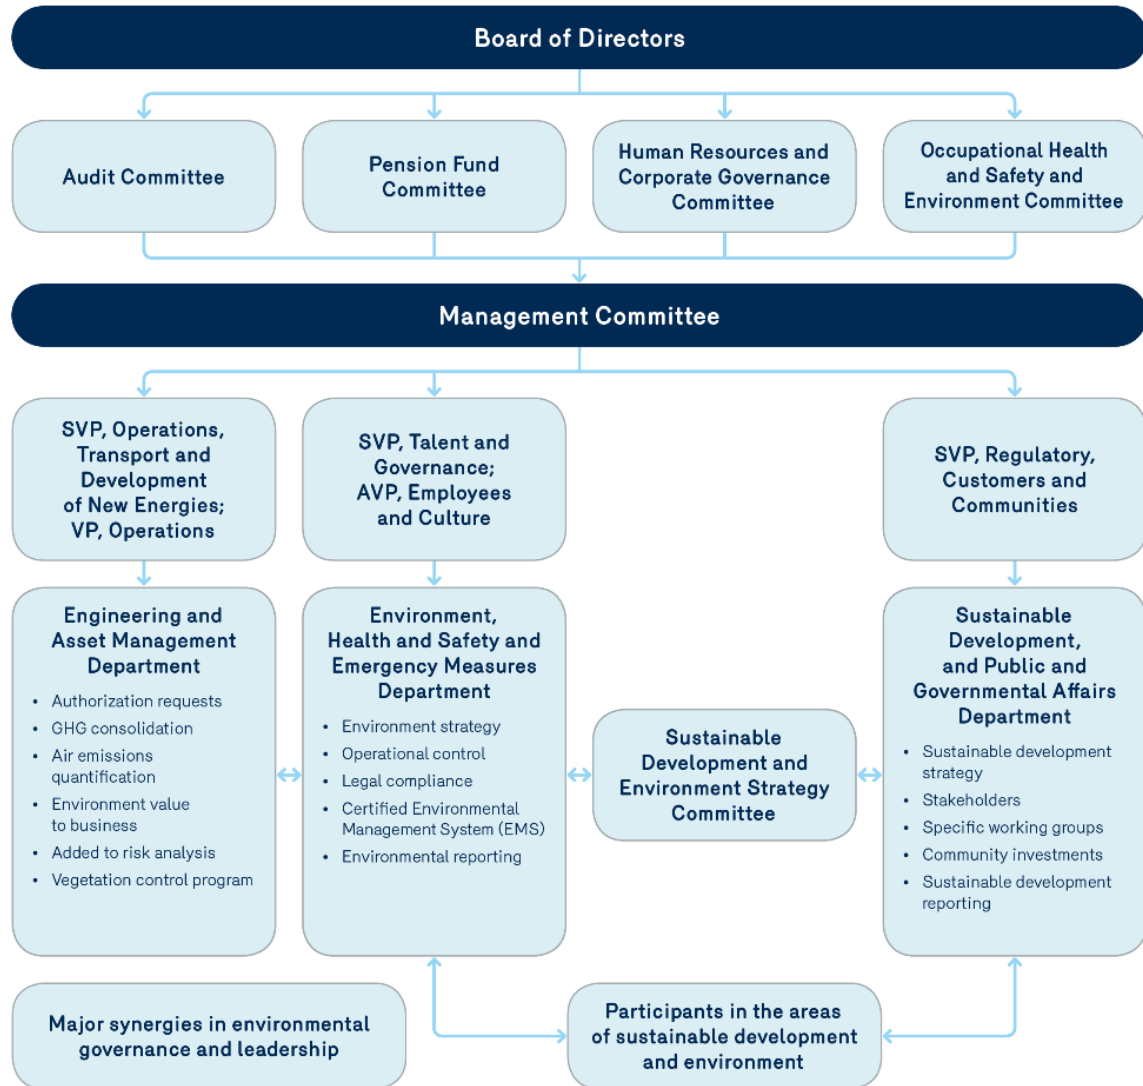 Board of Directors
Audit Committee
Pension Fund
Committee
Human Resources and
Corporate Governance
Committee
Occupational Health
and Safety and
Environment Committee
Management Committee
SVP, Operations,
Transport and
Development
of New Energies;
VP, Operations
SVP, Talent and
Governance;
AVP, Employees
and Culture
SVP, Regulatory,
Customers and
Communities
Engineering and
Asset Management
Department
• Authorization requests
• GHG consolidation
• Air emissions
quantification
• Environment value
to business
• Added to risk analysis
• Vegetation control program
Environment,
Health and Safety and
Emergency Measures
Department
• Environment strategy
• Operational control
• Legal compliance
• Certified Environmental
Management System (EMS)
• Environmental reporting
Sustainable
Development and
Environment Strategy
Committee
Sustainable
Development,
and Public and
Governmental Affairs
Department
• Sustainable development
strategy
• Stakeholders
• Specific working groups
• Community investments
• Sustainable development
reporting
Major synergies in environmental
governance and leadership
Participants in the areas
of sustainable development
and environment